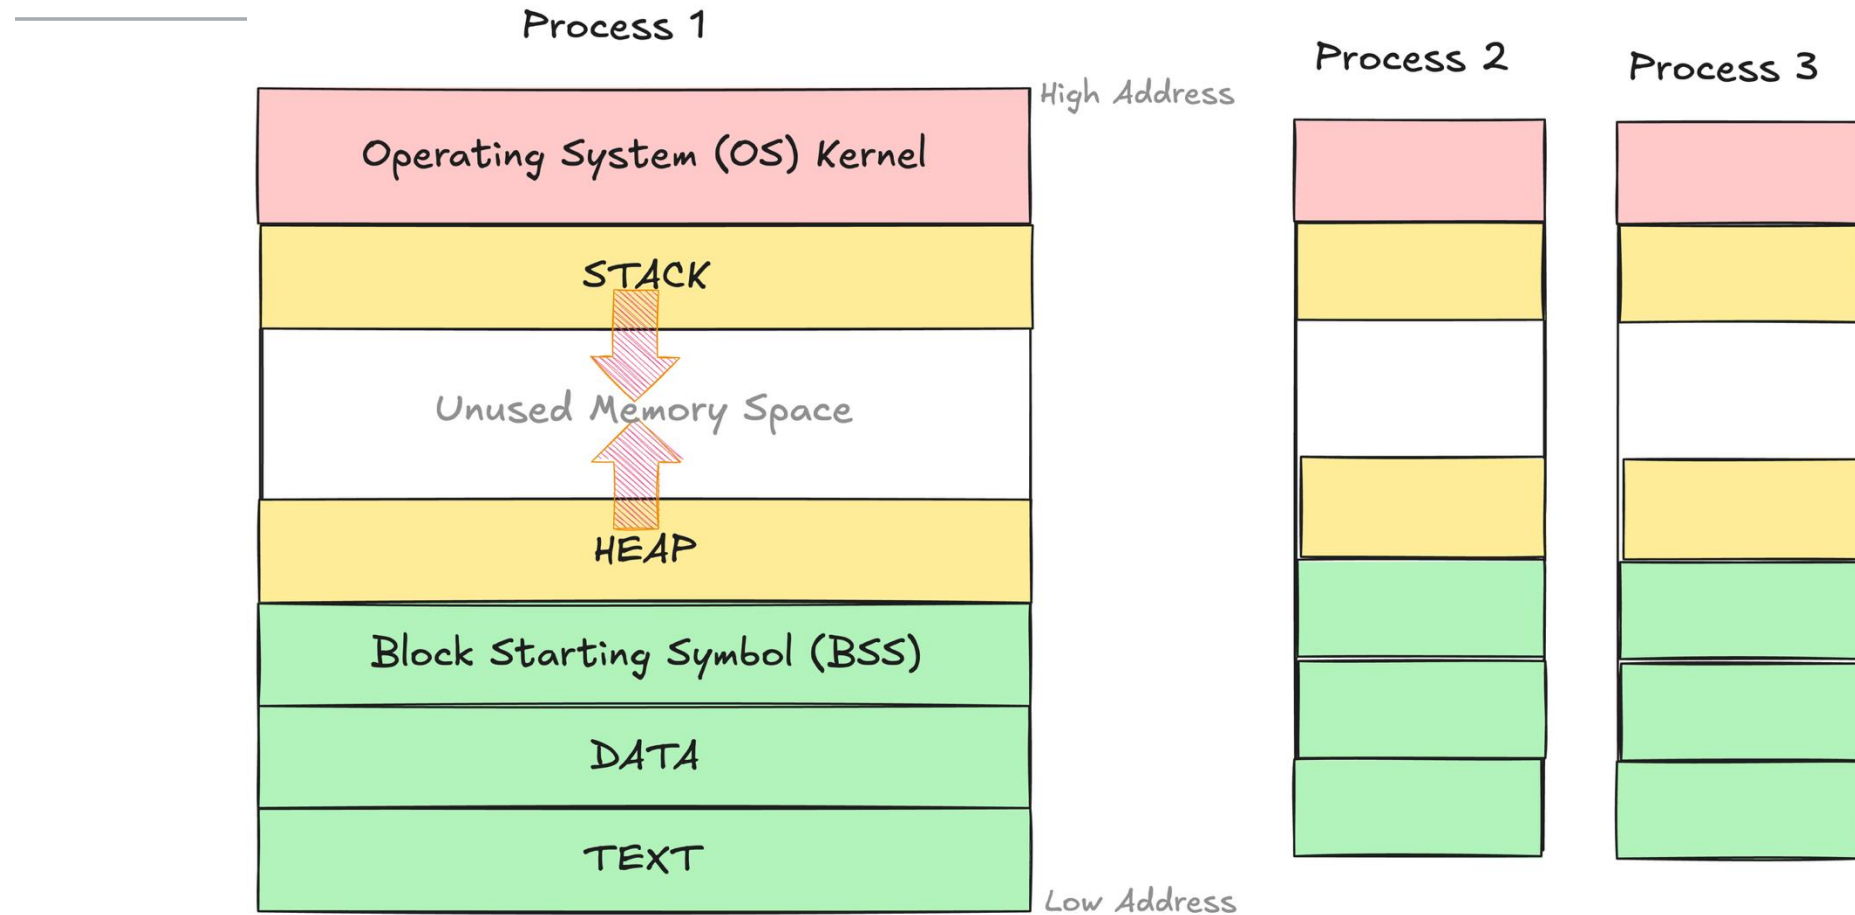 Process 1
Process 2
Process 3
High Address
Operating System (OS) Kernel
STACK
Unused Memory Space
HEAP
Block Starting Symbol (BSS)
DATA
TEXT
Low Address